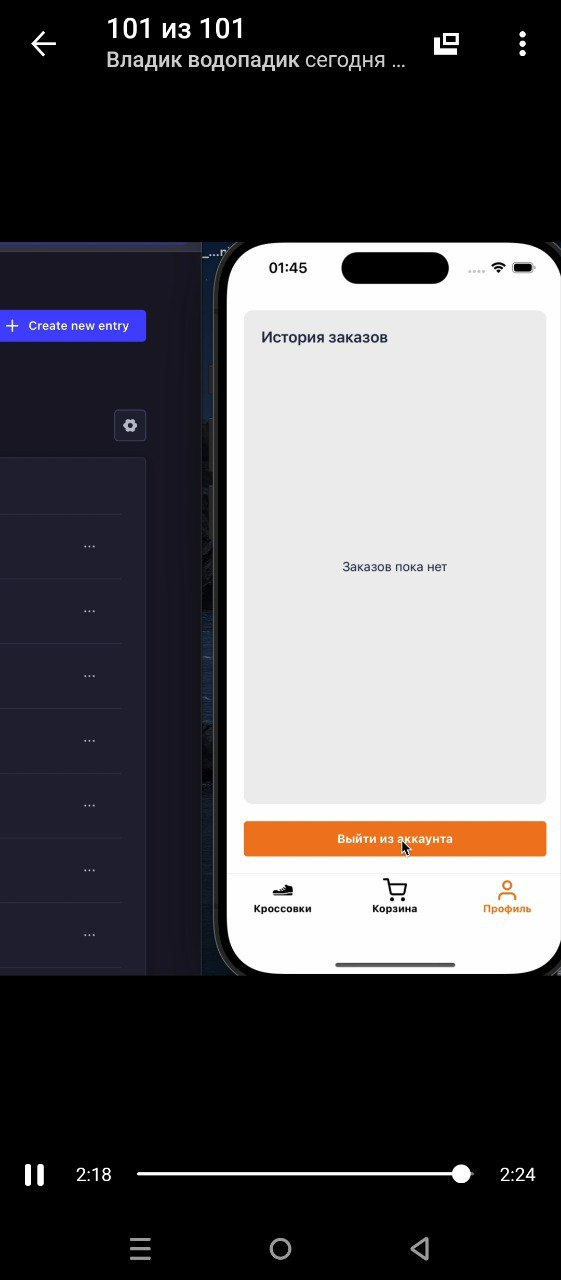 101 из 101
Владик водопадик сегодня ...
01:45
Create new entry
История заказов
Заказов пока нет
Выйти из аккаунта
Кроссовки
Корзина
Профиль
2:18
2:24